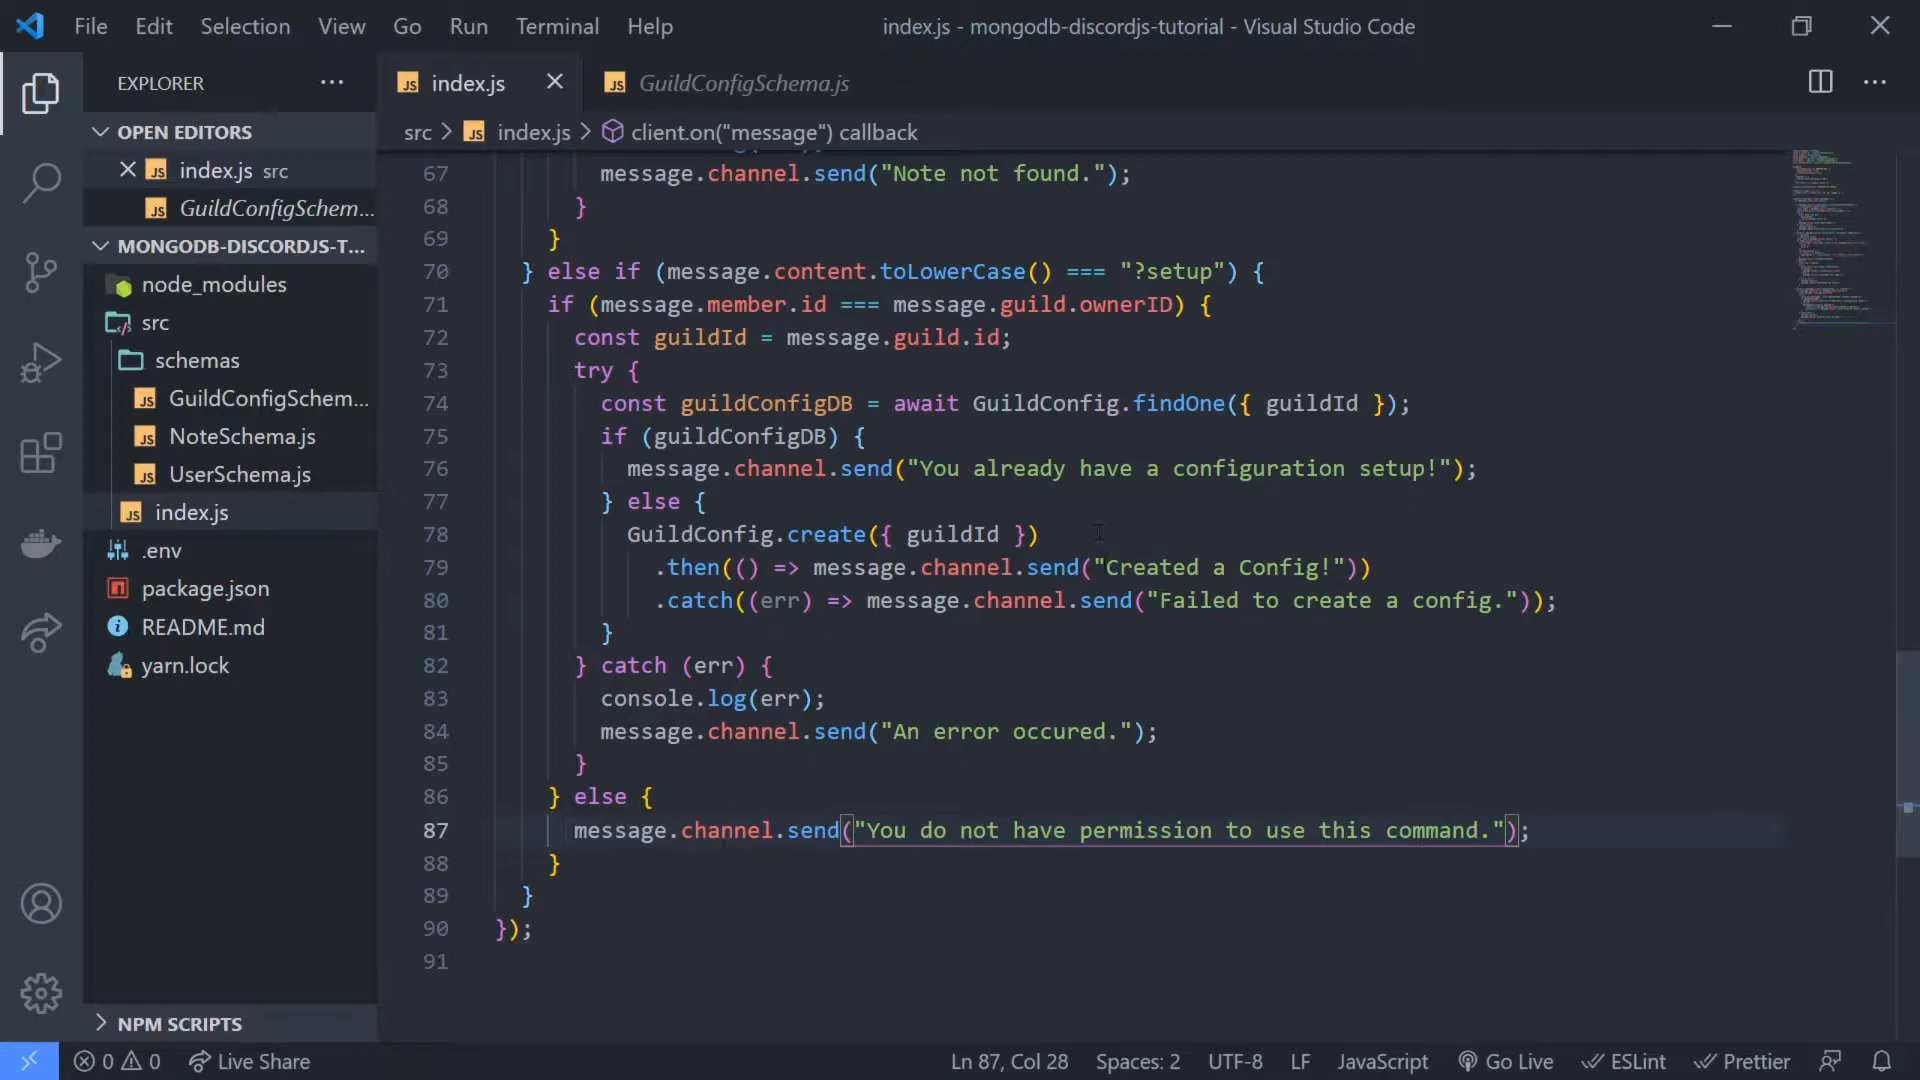 File Edit Selection View Go Run Terminal Help
index.js - mongodb-discordjs-tutorial - Visual Studio Code
EXPLORER
OPEN EDITORS
index.js src
GuildConfigSchem...
MONGODB-DISCORDJS-T...
node_modules
src
schemas
GuildConfigSchem...
NoteSchema.js
UserSchema.js
index.js
.env
package.json
README.md
yarn.lock
NPM SCRIPTS
index.js
GuildConfigSchema.js
src > JS index.js > client.on("message") callback
67 message.channel.send("Note not found.");
68 }
69 }
70 } else if (message.content.toLowerCase() === "?setup") {
71 if (message.member.id === message.guild.ownerID) {
72 const guildId = message.guild.id;
73 try {
74 const guildConfigDB = await GuildConfig.findOne({ guildId });
75 if (guildConfigDB) {
76 message.channel.send("You already have a configuration setup!");
77 } else {
78 GuildConfig.create({ guildId })
79 .then(() => message.channel.send("Created a Config!"))
80 .catch((err) => message.channel.send("Failed to create a config."));
81 }
82 } catch (err) {
83 console.log(err);
84 message.channel.send("An error occured.");
85 }
86 } else {
87 message.channel.send("You do not have permission to use this command.");
88 }
89 }
90 });
91
0 0 Live Share
Ln 87, Col 28 Spaces: 2 UTF-8 LF JavaScript Go Live ESLint Prettier